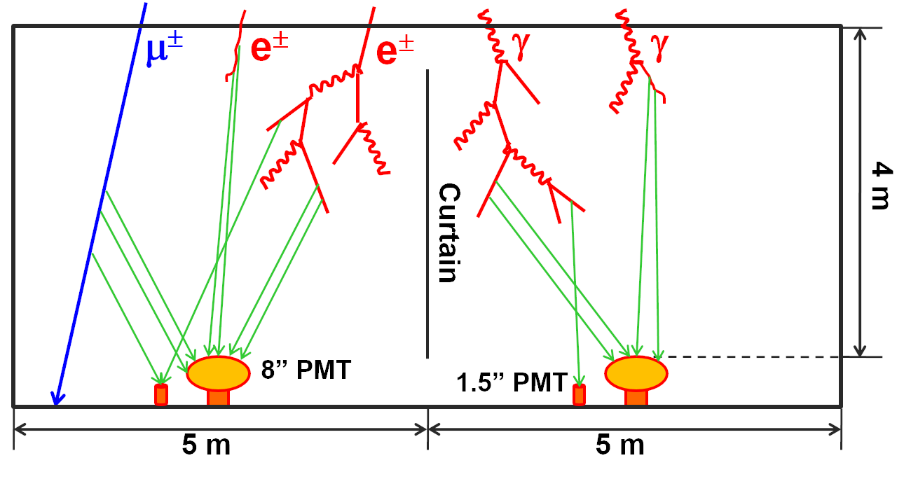 μ±
e±
e±
γ
γ
Curtain
4 m
8” PMT
1.5” PMT
5 m
5 m